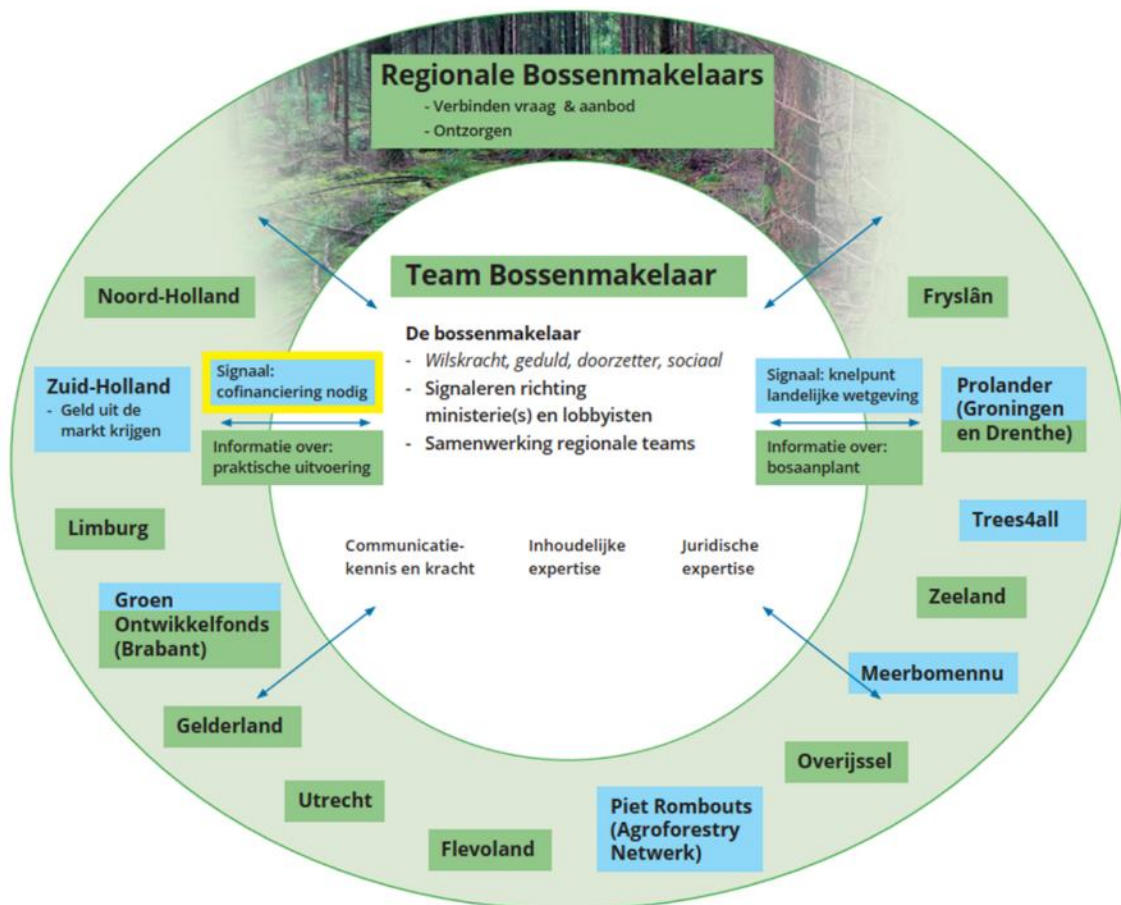 Regionale Bossenmakelaars
- Verbinden vraag & aanbod
- Ontzorgen
Team Bossenmakelaar
Noord-Holland
Fryslân
De bossenmakelaar
- Wilskracht, geduld, doorzetter, sociaal
- Signaleren richting
ministerie(s) en lobbyisten
- Samenwerking regionale teams
Zuid-Holland
- Geld uit de
markt krijgen
Signaal:
cofinanciering nodig
Informatie over:
praktische uitvoering
Signaal: knelpunt
landelijke wetgeving
Informatie over:
bosaanplant
Prolander
(Groningen
en Drenthe)
Limburg
Trees4all
Communicatie-
kennis en kracht
Inhoudelijke
expertise
Juridische
expertise
Groen
Ontwikkelfonds
(Brabant)
Zeeland
Meerbomennu
Gelderland
Overijssel
Utrecht
Piet Rombouts
(Agroforestry
Netwerk)
Flevoland